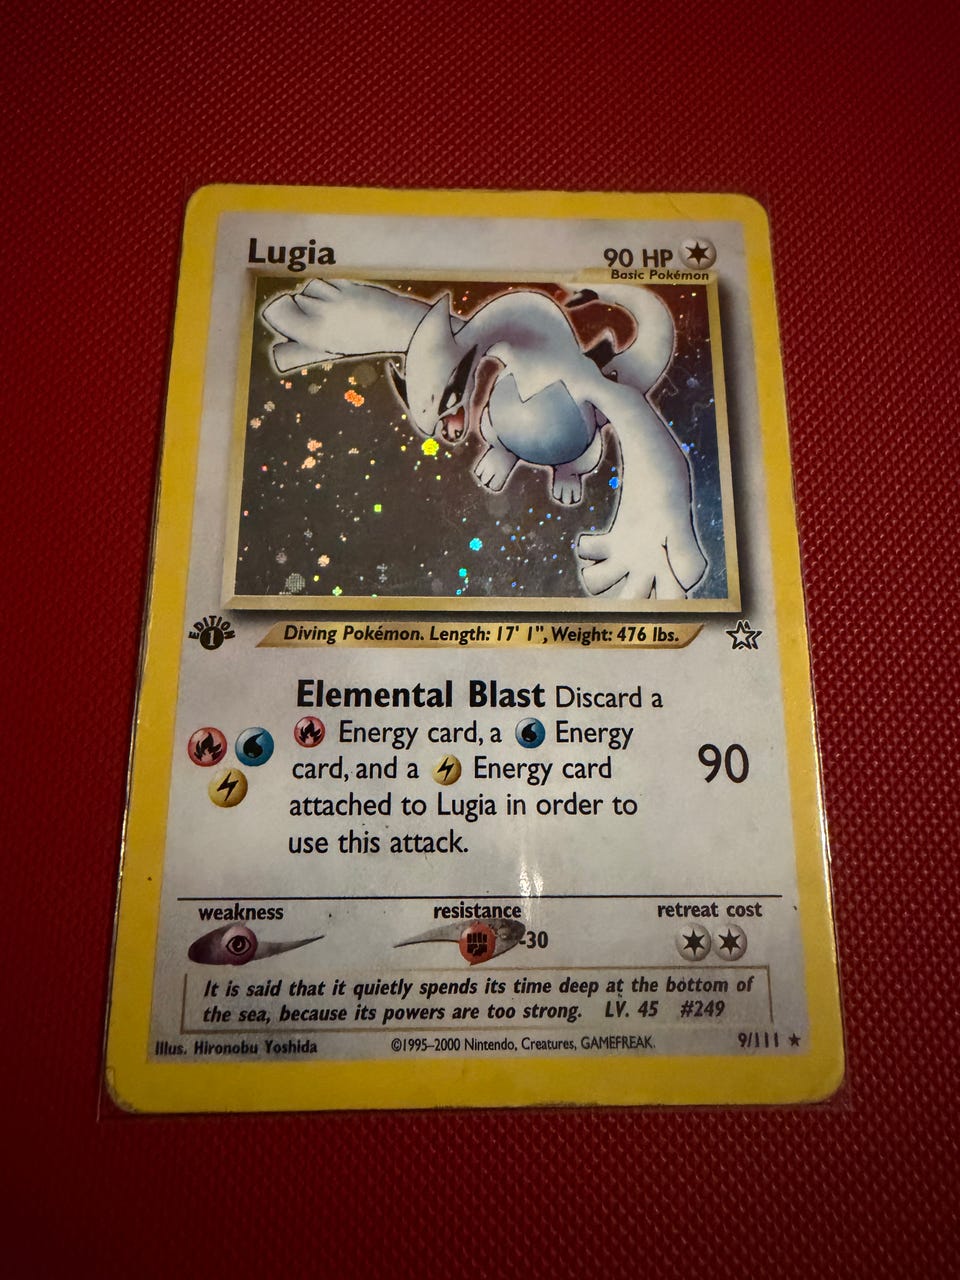 Lugia
90 HP
Basic Pokémon
EDITION
1
Diving Pokémon. Length: 17' 1", Weight: 476 lbs.
Elemental Blast Discard a
Energy card, a Energy
card, and a Energy card
attached to Lugia in order to
use this attack.
90
weakness
resistance
retreat cost
-30
It is said that it quietly spends its time deep at the bottom of
the sea, because its powers are too strong. LV. 45 #249
Illus. Hironobu Yoshida
©1995–2000 Nintendo, Creatures, GAMEFREAK.
9/111 ★